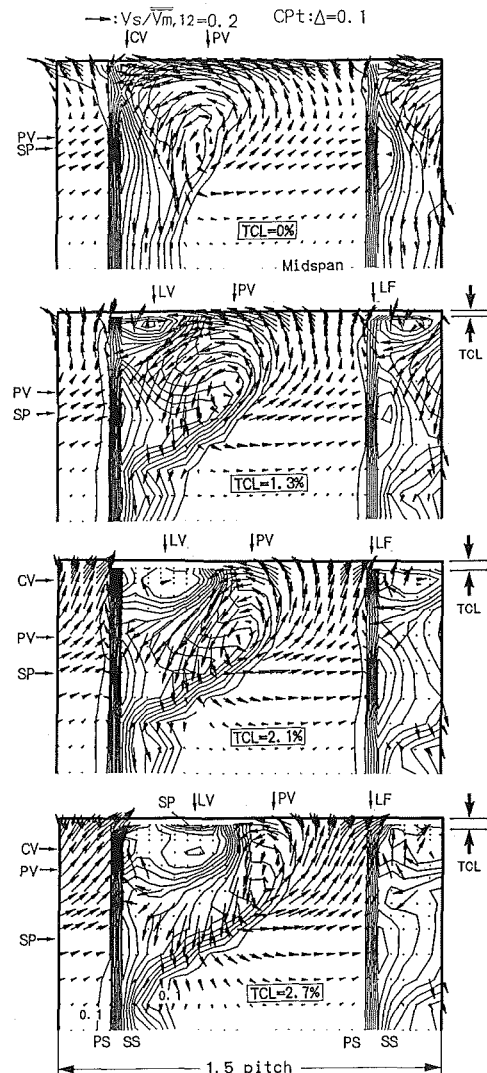 →:Vs/Vm,12=0.2 CPt:Δ=0.1
CV PV
PV
SP
TCL=0%
Midspan
LV PV LF
TCL
PV
SP
TCL=1.3%
LV PV LF
CV
TCL
PV
SP
TCL=2.1%
SP LV PV LF
CV
TCL
PV
SP
TCL=2.7%
0.1 0.1
PS SS PS SS
1.5 pitch